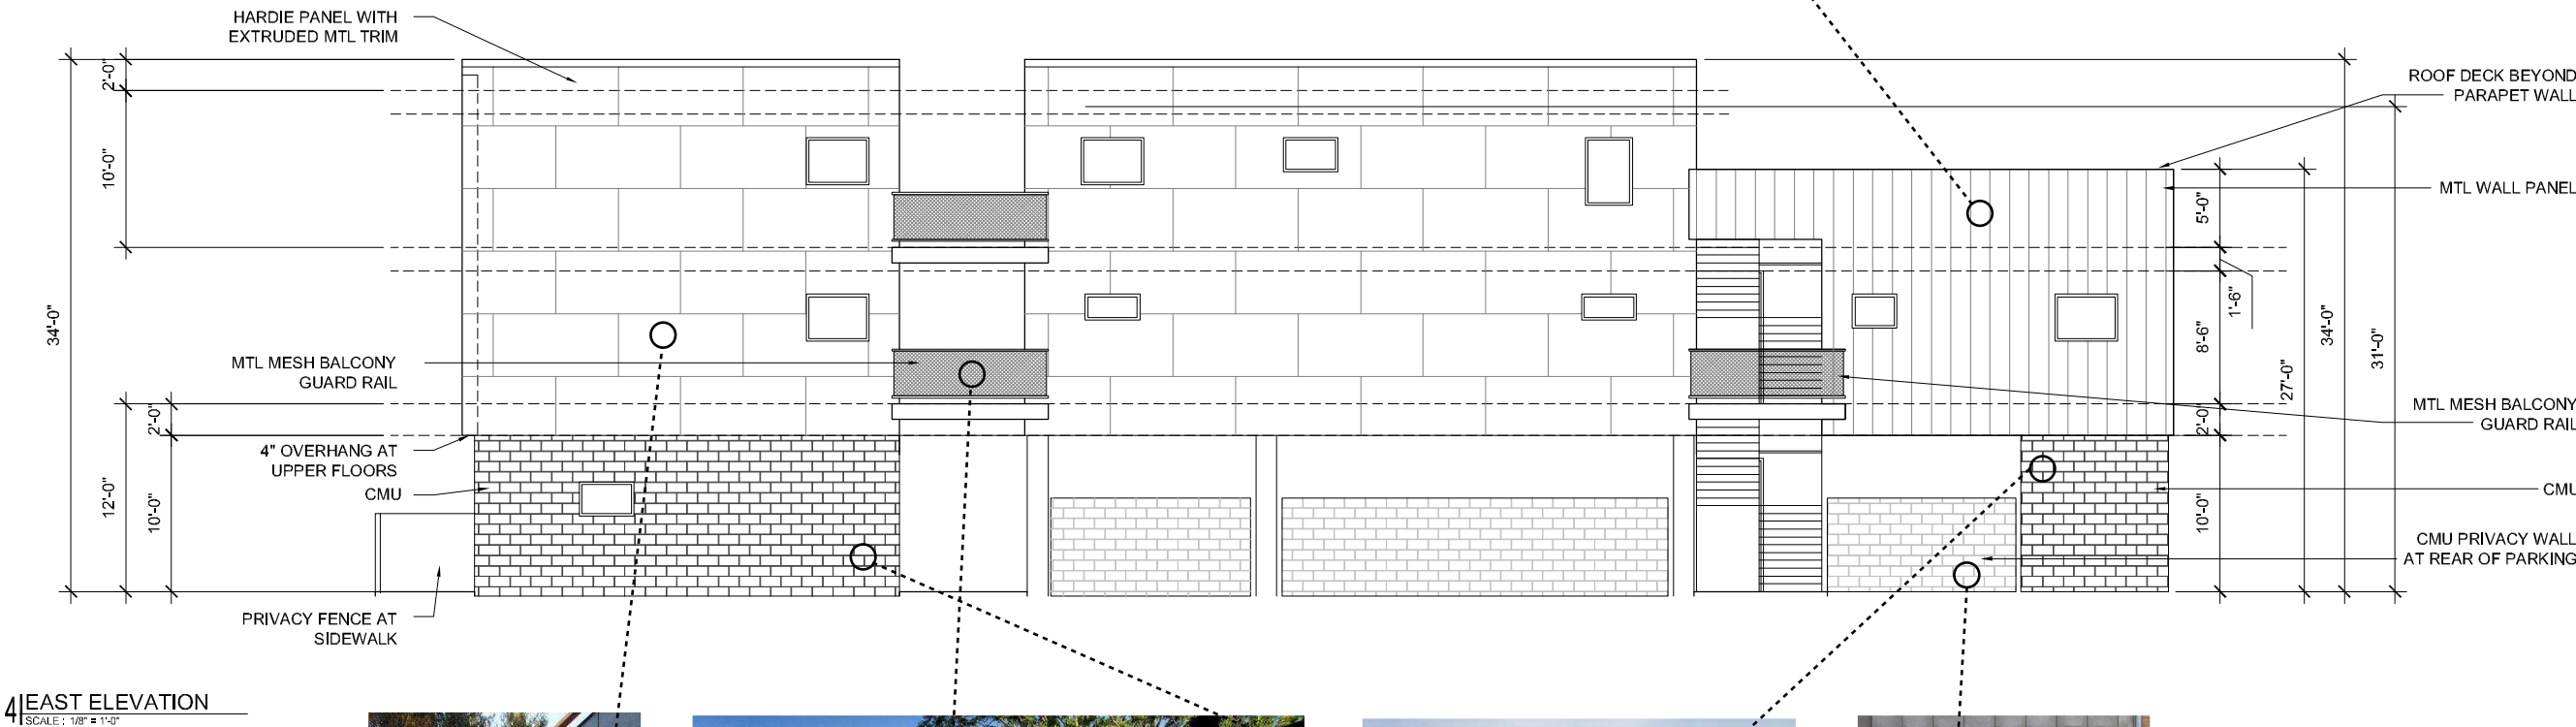 HARDIE PANEL WITH
EXTRUDED MTL TRIM
2'-0"
10'-0"
34'-0"
MTL MESH BALCONY
GUARD RAIL
2'-0"
12'-0"
10'-0"
4" OVERHANG AT
UPPER FLOORS
CMU
PRIVACY FENCE AT
SIDEWALK
ROOF DECK BEYOND
PARAPET WALL
MTL WALL PANEL
5'-0"
1'-6"
8'-6"
34'-0"
31'-0"
27'-0"
2'-0"
10'-0"
MTL MESH BALCONY
GUARD RAIL
CMU
CMU PRIVACY WALL
AT REAR OF PARKING
4 EAST ELEVATION
SCALE : 1/8" = 1'-0"